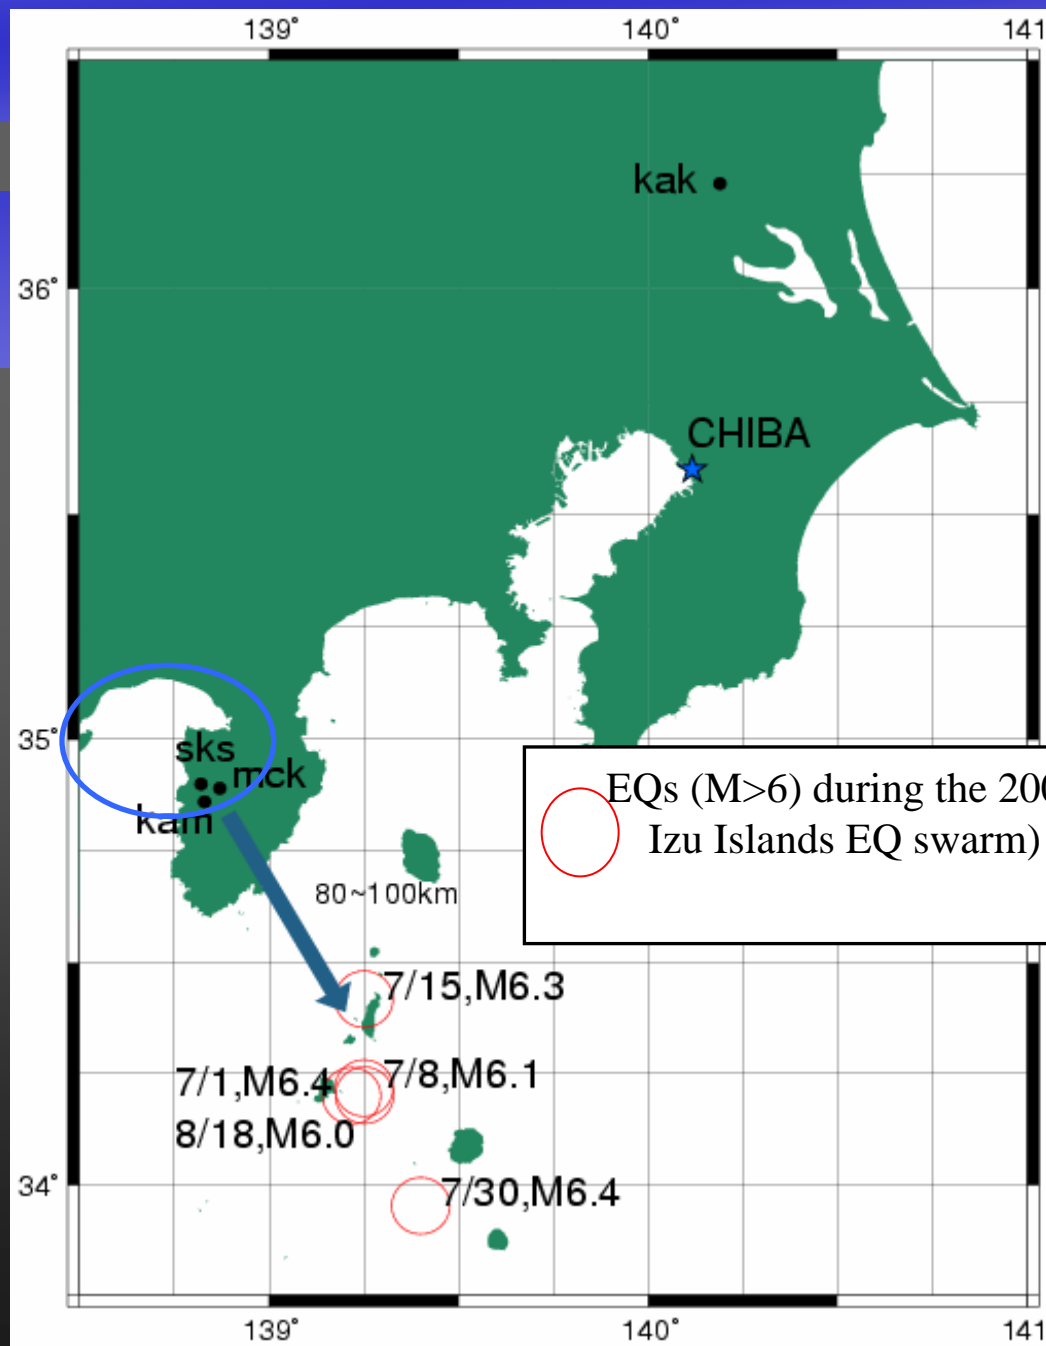 139° 140° 141
kak
36°
CHIBA
35°
sks
mck
kam
EQs (M>6) during the 200
Izu Islands EQ swarm)
80~100km
7/15,M6.3
7/1,M6.4 7/8,M6.1
8/18,M6.0
34°
7/30,M6.4
139° 140° 141